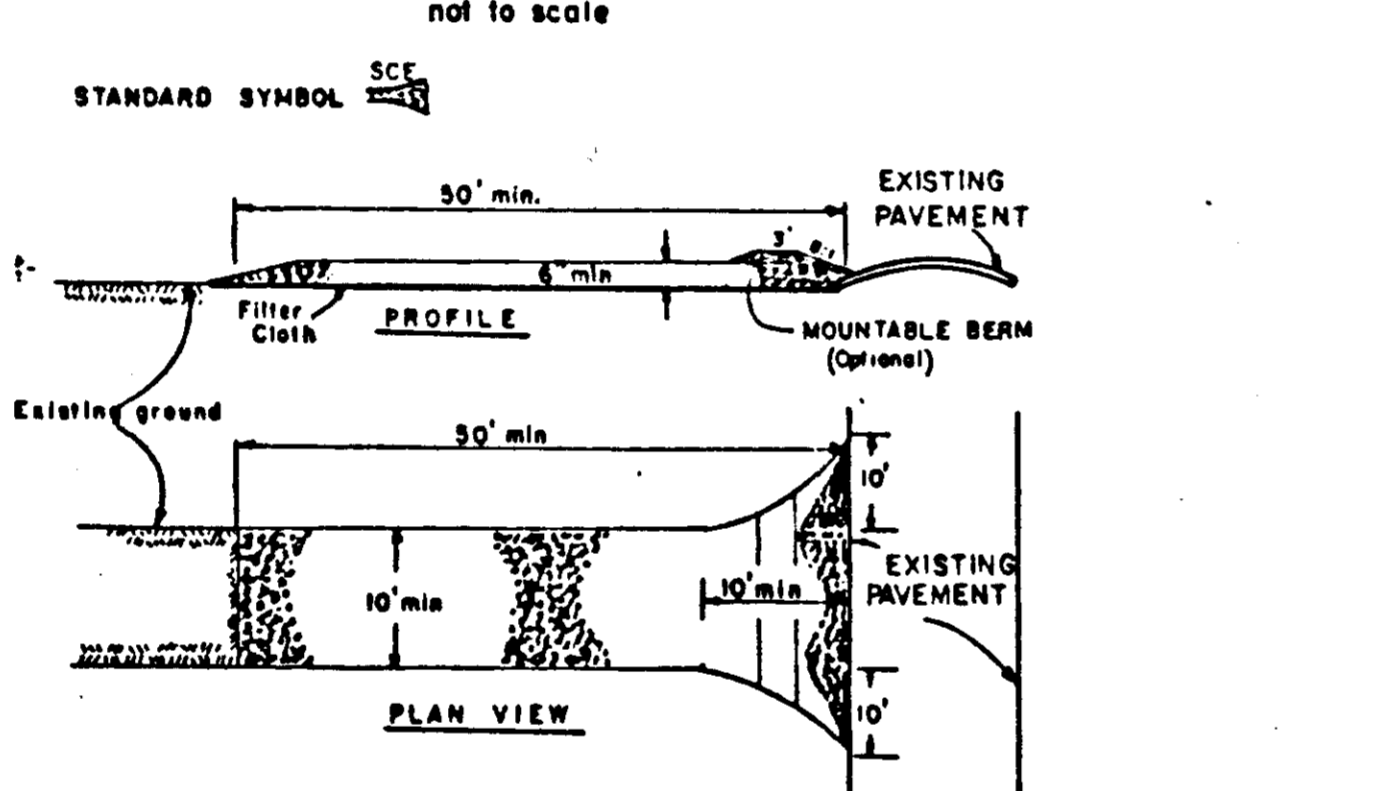 not to scale
STANDARD SYMBOL
SCE
50' min.
EXISTING
PAVEMENT
3'
6" min
Filter
Cloth
PROFILE
MOUNTABLE BERM
(Optional)
Existing ground
50' min
10'
10' min
10' min
EXISTING
PAVEMENT
10'
PLAN VIEW